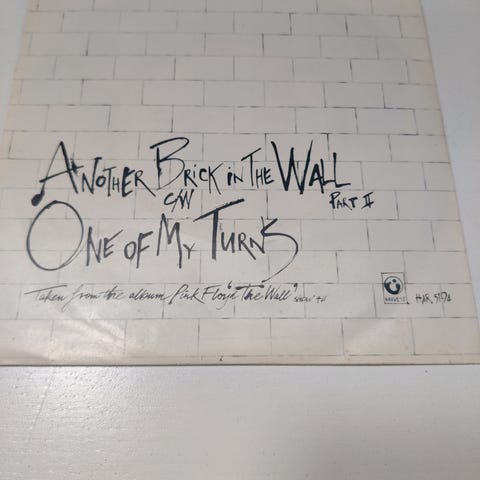 ANOTHER BRICK IN THE WALL
C/W PART II
ONE OF MY TURNS
Taken from the album Pink Floyd "The Wall"
HARVEST HAR 5194